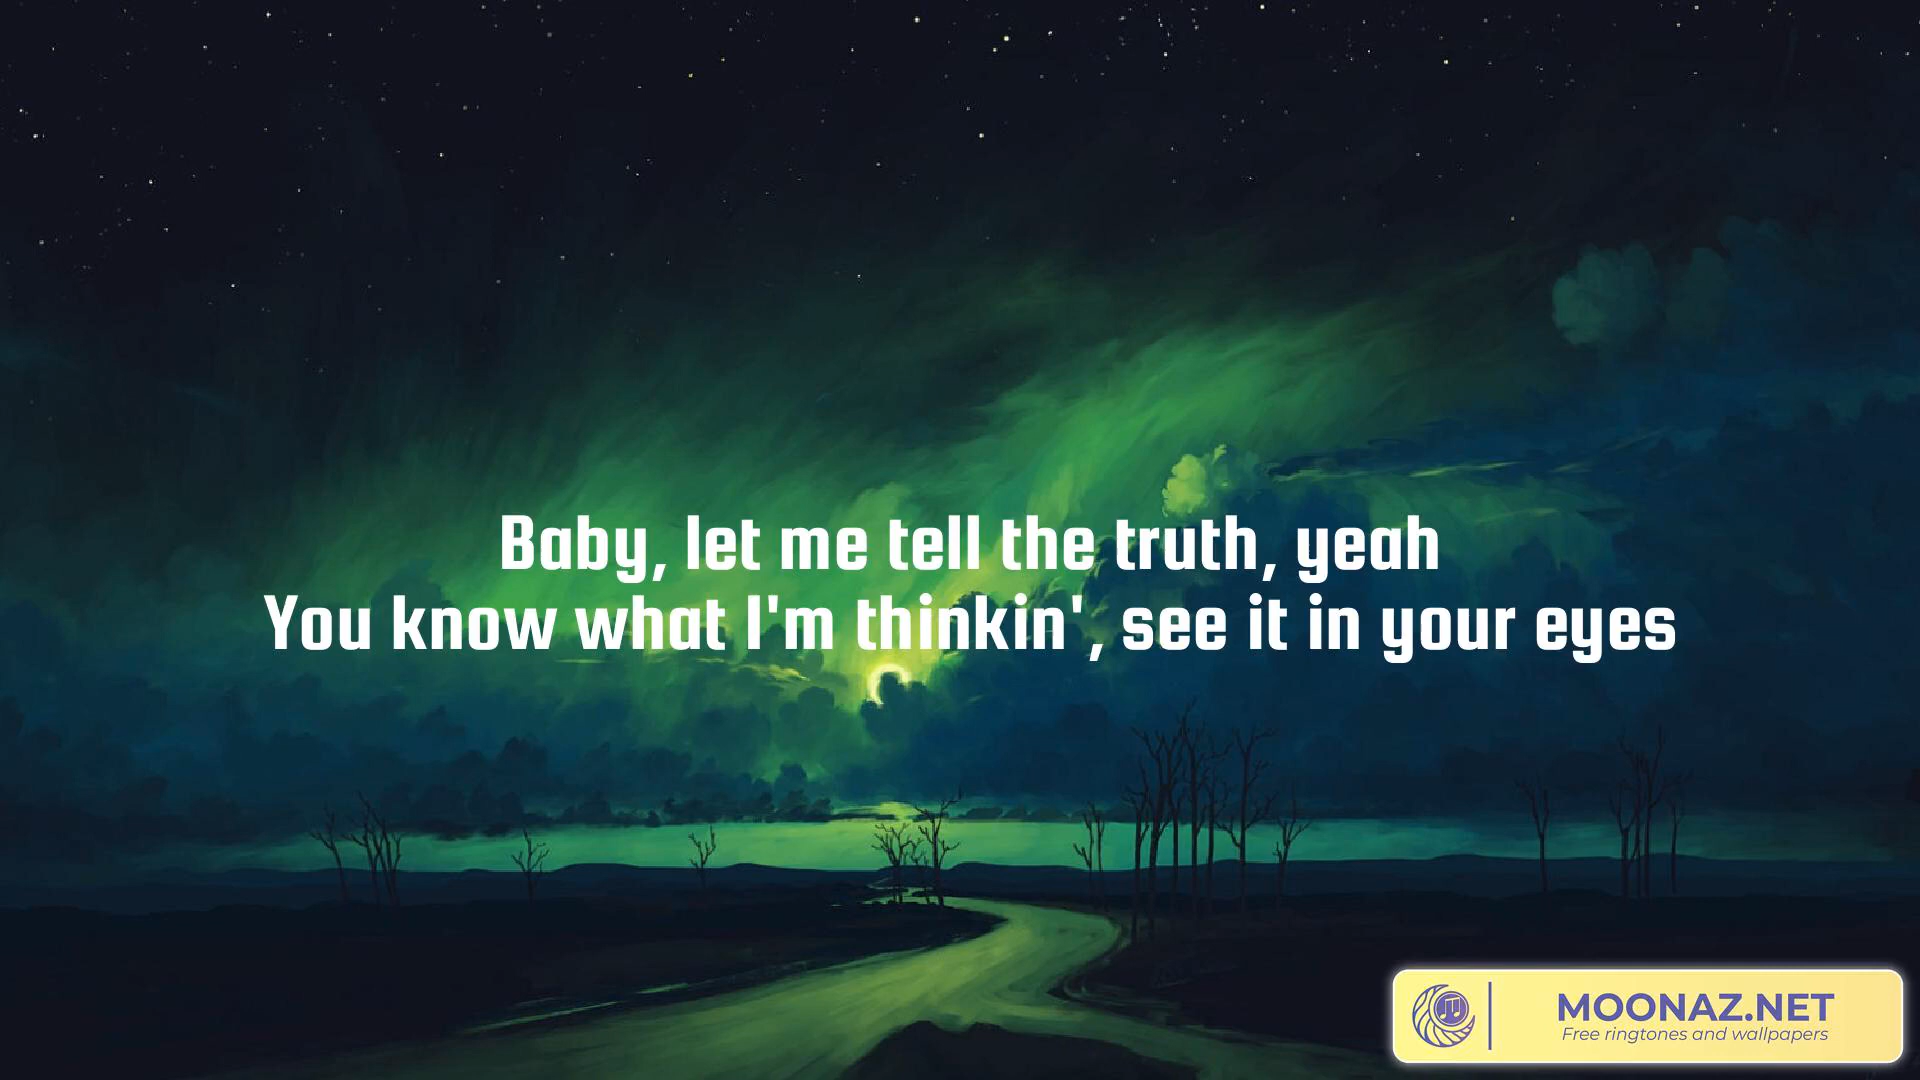 Baby, let me tell the truth, yeah
You know what I'm thinkin', see it in your eyes
MOONAZ.NET
Free ringtones and wallpapers